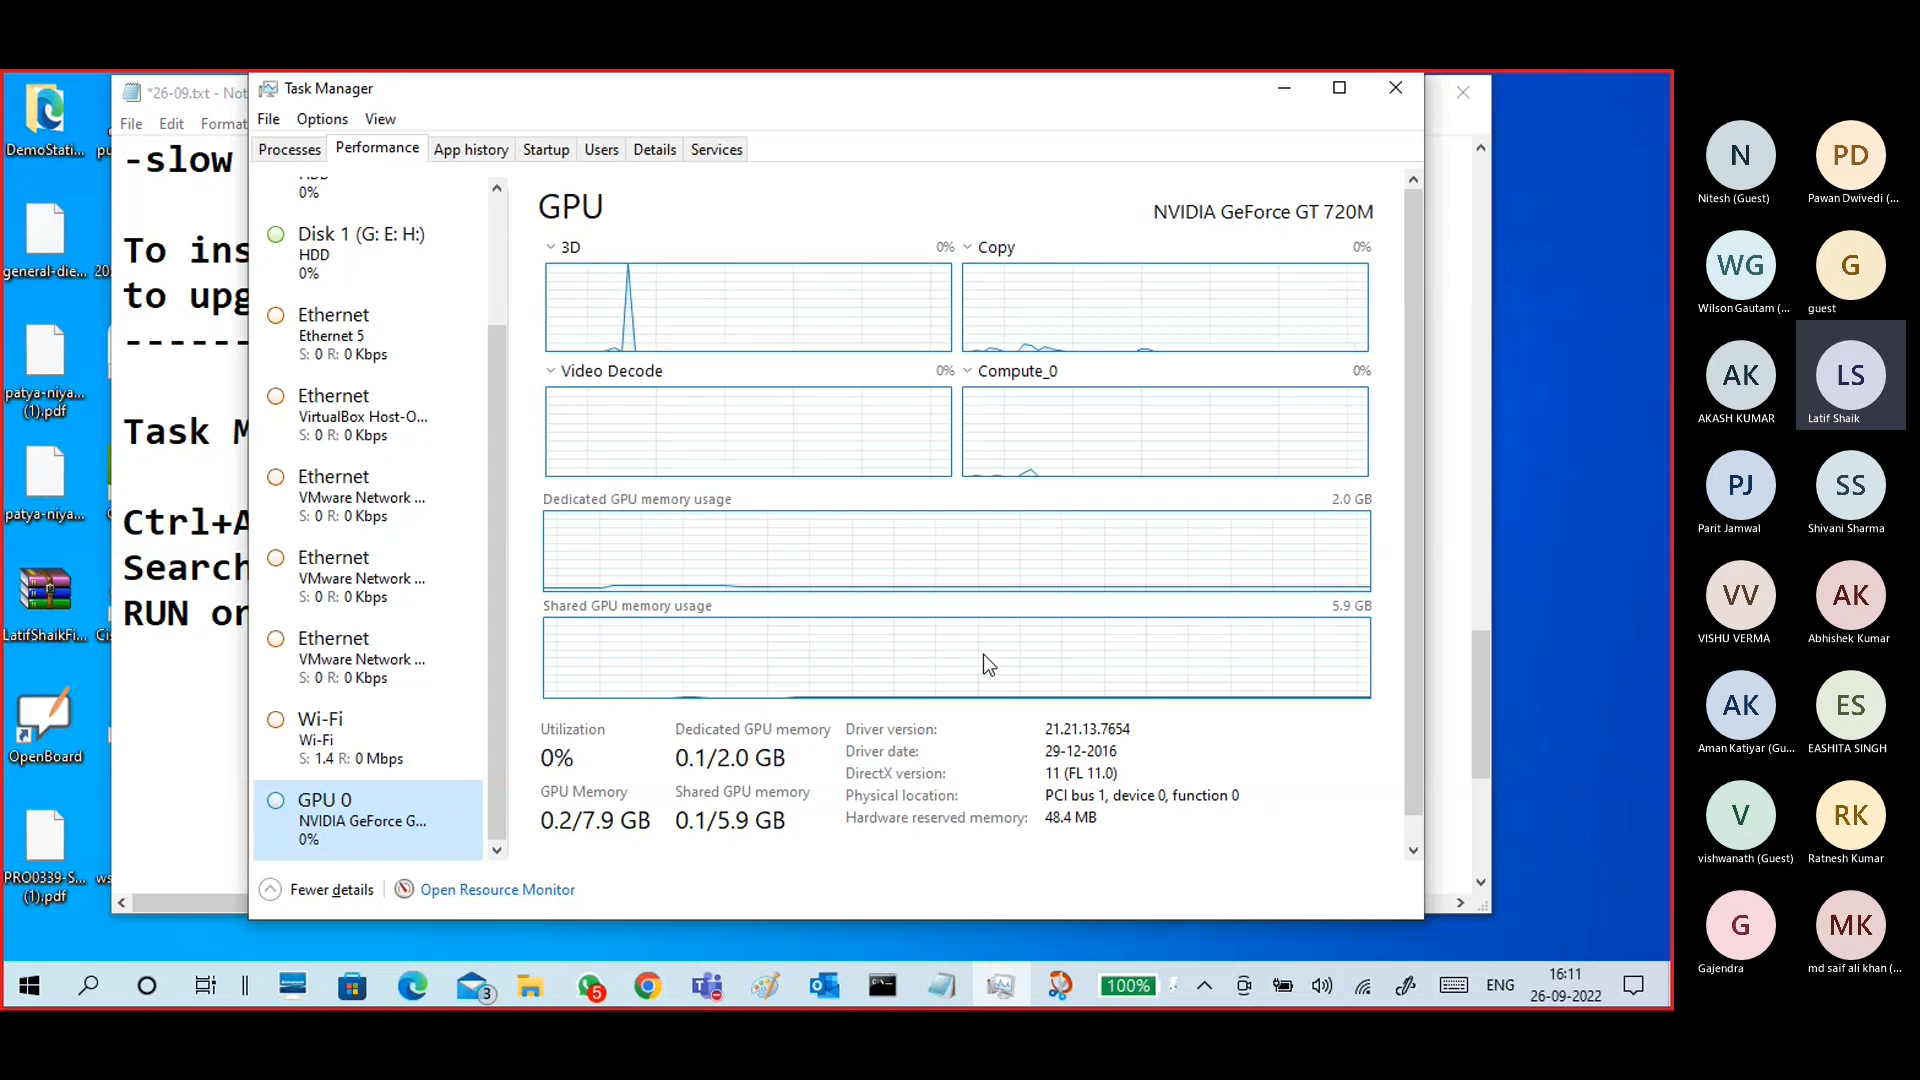 DemoStati...
general-die...
patya-niya...
(1).pdf
patya-niya...
LatifShaikFi...
OpenBoard
PRO0339-S...
(1).pdf
*26-09.txt - Not
File Edit Format
-slow
To ins
to upg
------
Task M
Ctrl+A
Search
RUN or
Task Manager
File Options View
Processes Performance App history Startup Users Details Services
0%
Disk 1 (G: E: H:)
HDD
0%
Ethernet
Ethernet 5
S: 0 R: 0 Kbps
Ethernet
VirtualBox Host-O...
S: 0 R: 0 Kbps
Ethernet
VMware Network ...
S: 0 R: 0 Kbps
Ethernet
VMware Network ...
S: 0 R: 0 Kbps
Ethernet
VMware Network ...
S: 0 R: 0 Kbps
Wi-Fi
Wi-Fi
S: 1.4 R: 0 Mbps
GPU 0
NVIDIA GeForce G...
0%
GPU NVIDIA GeForce GT 720M
3D 0% Copy 0%
Video Decode 0% Compute_0 0%
Dedicated GPU memory usage 2.0 GB
Shared GPU memory usage 5.9 GB
Utilization
0%
Dedicated GPU memory
0.1/2.0 GB
GPU Memory
0.2/7.9 GB
Shared GPU memory
0.1/5.9 GB
Driver version: 21.21.13.7654
Driver date: 29-12-2016
DirectX version: 11 (FL 11.0)
Physical location: PCI bus 1, device 0, function 0
Hardware reserved memory: 48.4 MB
Fewer details Open Resource Monitor
3
5
100%
ENG
16:11
26-09-2022
N PD
Nitesh (Guest) Pawan Dwivedi (...
WG G
Wilson Gautam (... guest
AK LS
AKASH KUMAR Latif Shaik
PJ SS
Parit Jamwal Shivani Sharma
VV AK
VISHU VERMA Abhishek Kumar
AK ES
Aman Katiyar (Gu... EASHITA SINGH
V RK
vishwanath (Guest) Ratnesh Kumar
G MK
Gajendra md saif ali khan (...